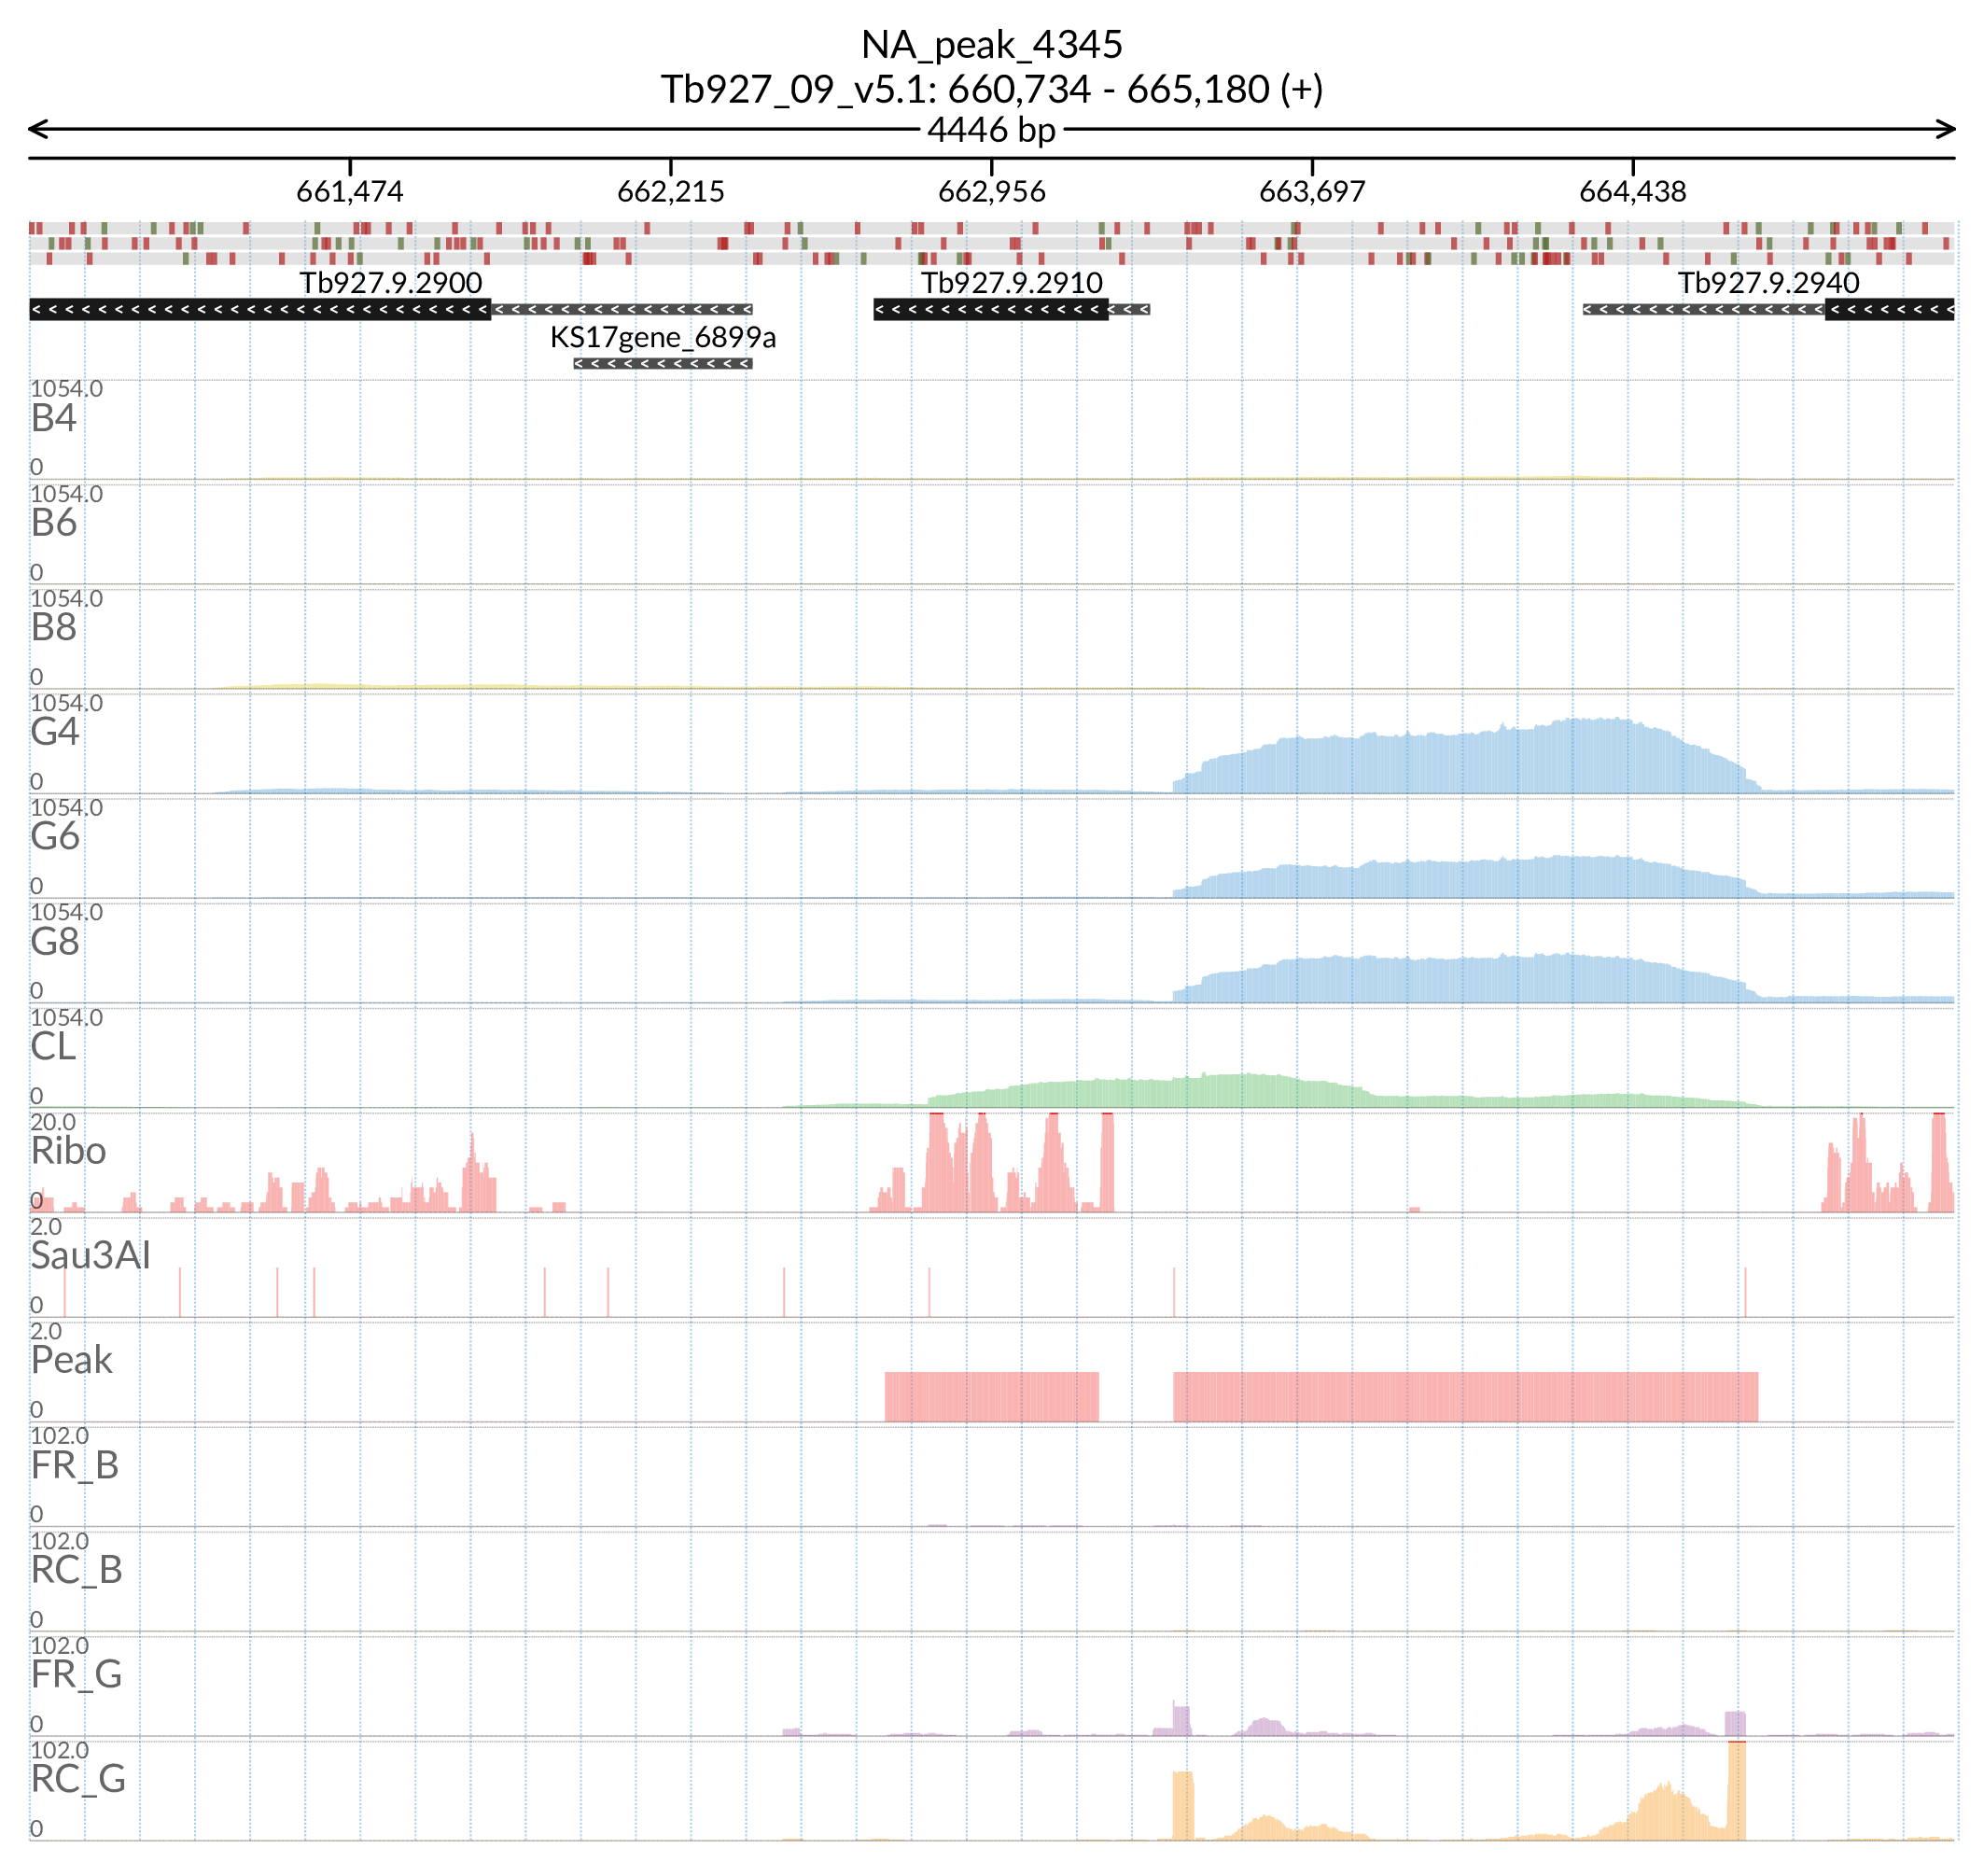 NA_peak_4345
Tb927_09_v5.1: 660,734 - 665,180 (+)
4446 bp
661,474 662,215 662,956 663,697 664,438
Tb927.9.2900 Tb927.9.2910 Tb927.9.2940
KS17gene_6899a
1054.0
B4
0
1054.0
B6
0
1054.0
B8
0
1054.0
G4
0
1054.0
G6
0
1054.0
G8
0
1054.0
CL
0
20.0
Ribo
0
2.0
Sau3AI
0
2.0
Peak
0
102.0
FR_B
0
102.0
RC_B
0
102.0
FR_G
0
102.0
RC_G
0